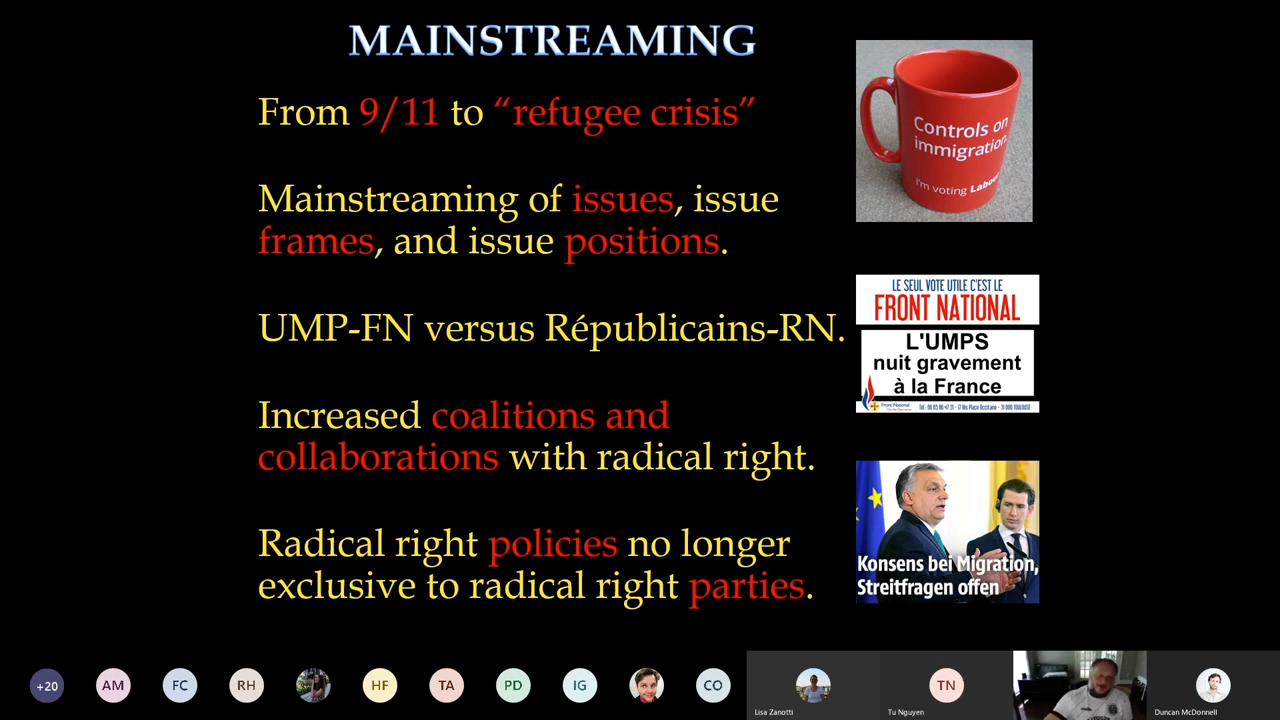 MAINSTREAMING
From 9/11 to “refugee crisis”
Mainstreaming of issues, issue
frames, and issue positions.
UMP-FN versus Républicains-RN.
Increased coalitions and
collaborations with radical right.
Radical right policies no longer
exclusive to radical right parties.
Controls on
immigration.
I'm voting Labour
LE SEUL VOTE UTILE C'EST LE
FRONT NATIONAL
L'UMPS
nuit gravement
à la France
Front National
Konsens bei Migration,
Streitfragen offen
+20
AM
FC
RH
HF
TA
PD
IG
CO
TN
Lisa Zanotti
Tu Nguyen
Duncan McDonnell